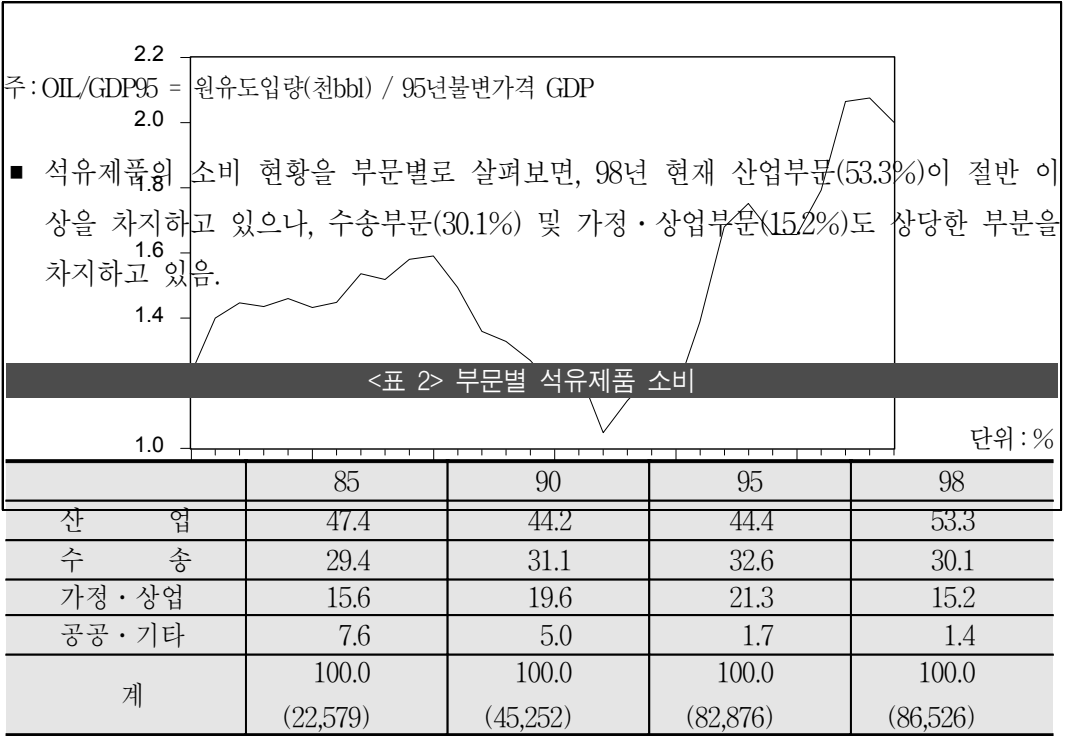 2.2
주:OIL/GDP95 = 원유도입량(천bbl) / 95년불변가격 GDP
2.0
■ 석유제품의 소비 현황을 부문별로 살펴보면, 98년 현재 산업부문(53.3%)이 절반 이
1.8
상을 차지하고 있으나, 수송부문(30.1%) 및 가정·상업부문(15.2%)도 상당한 부분을
1.6
차지하고 있음.
1.4
<표 2> 부문별 석유제품 소비
1.0
단위:%
85 90 95 98
산 업 47.4 44.2 44.4 53.3
수 송 29.4 31.1 32.6 30.1
가정·상업 15.6 19.6 21.3 15.2
공공·기타 7.6 5.0 1.7 1.4
계 100.0 100.0 100.0 100.0
(22,579) (45,252) (82,876) (86,526)